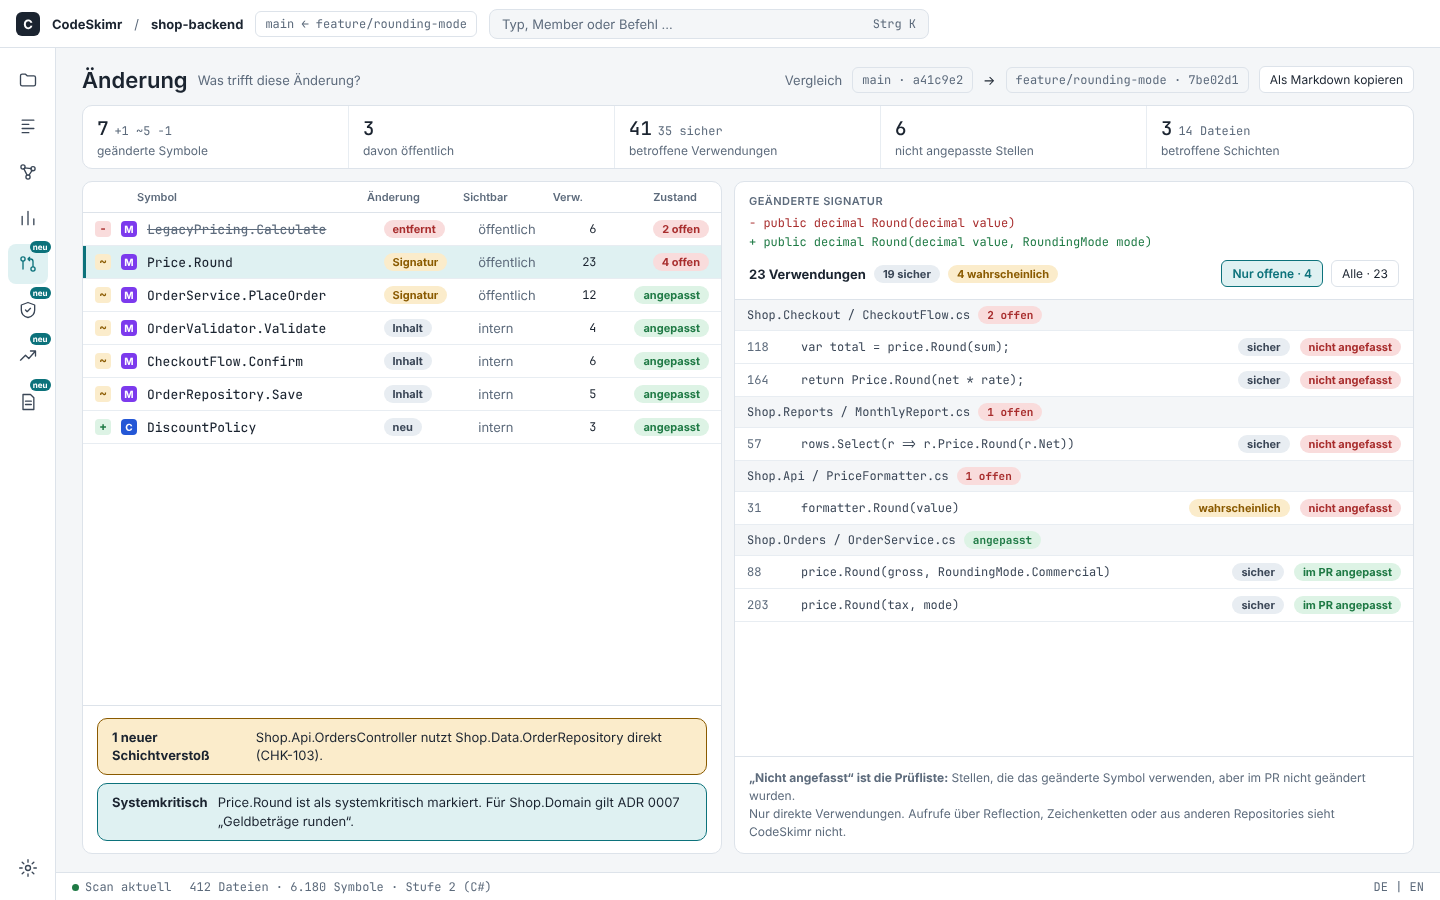 C CodeSkimr / shop-backend main ← feature/rounding-mode Typ, Member oder Befehl … Strg K
Änderung Was trifft diese Änderung? Vergleich main · a41c9e2 → feature/rounding-mode · 7be02d1 Als Markdown kopieren
7 +1 ~5 -1
geänderte Symbole
3
davon öffentlich
41 35 sicher
betroffene Verwendungen
6
nicht angepasste Stellen
3 14 Dateien
betroffene Schichten
neu
neu
neu
neu
Symbol Änderung Sichtbar Verw. Zustand
- M LegacyPricing.Calculate entfernt öffentlich 6 2 offen
~ M Price.Round Signatur öffentlich 23 4 offen
~ M OrderService.PlaceOrder Signatur öffentlich 12 angepasst
~ M OrderValidator.Validate Inhalt intern 4 angepasst
~ M CheckoutFlow.Confirm Inhalt intern 6 angepasst
~ M OrderRepository.Save Inhalt intern 5 angepasst
+ C DiscountPolicy neu intern 3 angepasst
1 neuer Schichtverstoß
Shop.Api.OrdersController nutzt Shop.Data.OrderRepository direkt
(CHK-103).
Systemkritisch Price.Round ist als systemkritisch markiert. Für Shop.Domain gilt ADR 0007
„Geldbeträge runden“.
GEÄNDERTE SIGNATUR
- public decimal Round(decimal value)
+ public decimal Round(decimal value, RoundingMode mode)
23 Verwendungen 19 sicher 4 wahrscheinlich Nur offene · 4 Alle · 23
Shop.Checkout / CheckoutFlow.cs 2 offen
118 var total = price.Round(sum); sicher nicht angefasst
164 return Price.Round(net * rate); sicher nicht angefasst
Shop.Reports / MonthlyReport.cs 1 offen
57 rows.Select(r => r.Price.Round(r.Net)) sicher nicht angefasst
Shop.Api / PriceFormatter.cs 1 offen
31 formatter.Round(value) wahrscheinlich nicht angefasst
Shop.Orders / OrderService.cs angepasst
88 price.Round(gross, RoundingMode.Commercial) sicher im PR angepasst
203 price.Round(tax, mode) sicher im PR angepasst
„Nicht angefasst“ ist die Prüfliste: Stellen, die das geänderte Symbol verwenden, aber im PR nicht geändert
wurden.
Nur direkte Verwendungen. Aufrufe über Reflection, Zeichenketten oder aus anderen Repositories sieht
CodeSkimr nicht.
Scan aktuell 412 Dateien · 6.180 Symbole · Stufe 2 (C#) DE | EN